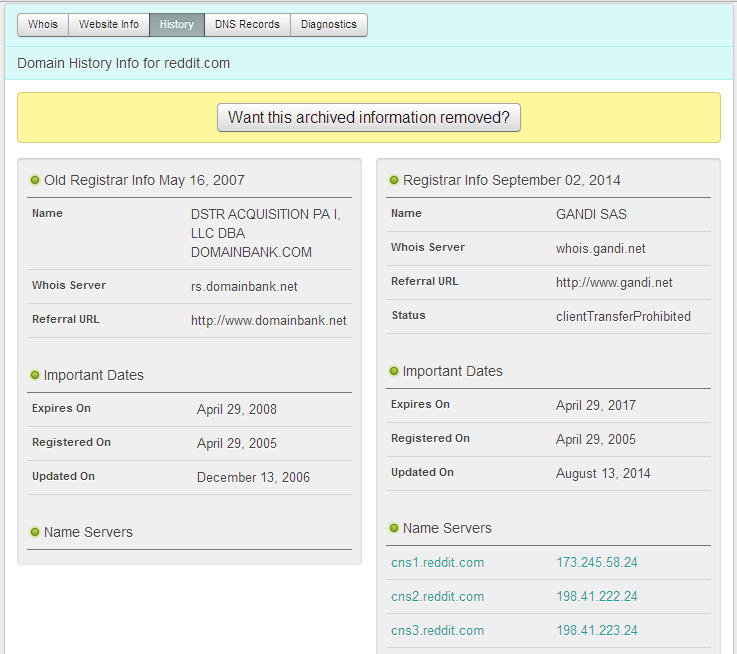 Whois Website Info History DNS Records Diagnostics
Domain History Info for reddit.com
Want this archived information removed?
Old Registrar Info May 16, 2007
Name DSTR ACQUISITION PA I,
LLC DBA
DOMAINBANK.COM
Whois Server rs.domainbank.net
Referral URL http://www.domainbank.net
Important Dates
Expires On April 29, 2008
Registered On April 29, 2005
Updated On December 13, 2006
Name Servers
Registrar Info September 02, 2014
Name GANDI SAS
Whois Server whois.gandi.net
Referral URL http://www.gandi.net
Status clientTransferProhibited
Important Dates
Expires On April 29, 2017
Registered On April 29, 2005
Updated On August 13, 2014
Name Servers
cns1.reddit.com 173.245.58.24
cns2.reddit.com 198.41.222.24
cns3.reddit.com 198.41.223.24